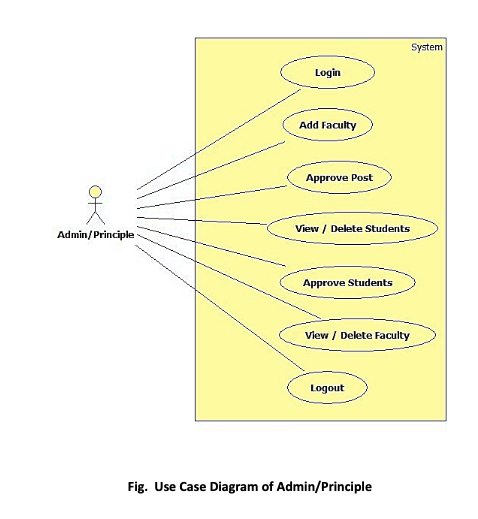 System
Login
Add Faculty
Approve Post
View / Delete Students
Admin/Principle
Approve Students
View / Delete Faculty
Logout
Fig. Use Case Diagram of Admin/Principle